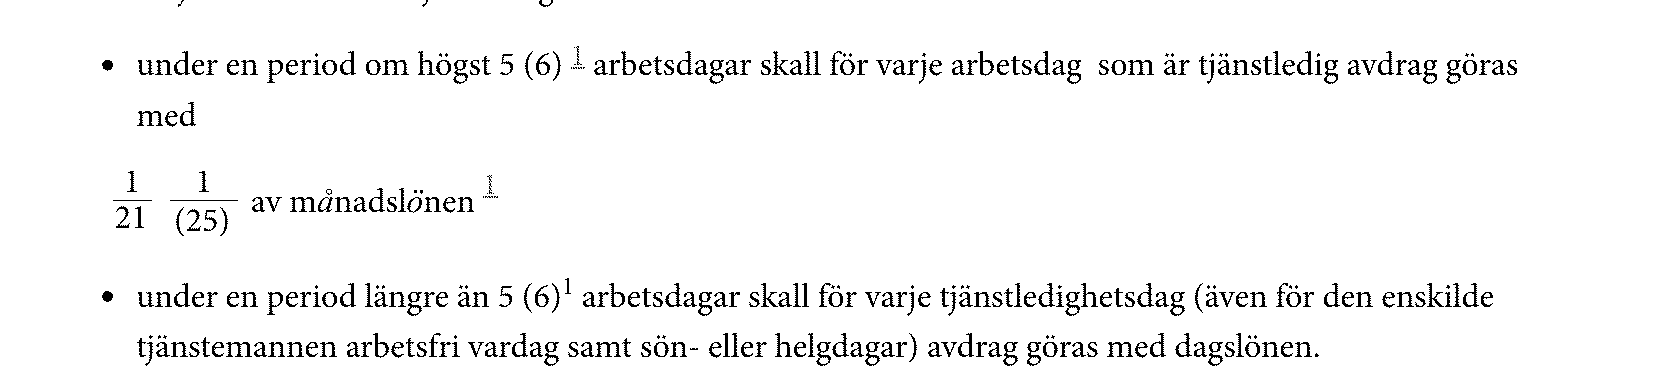 • under en period om högst 5 (6) 1 arbetsdagar skall för varje arbetsdag som är tjänstledig avdrag göras
med
1/21 1/(25) av månadslönen 1
• under en period längre än 5 (6)1 arbetsdagar skall för varje tjänstledighetsdag (även för den enskilde
tjänstemannen arbetsfri vardag samt sön- eller helgdagar) avdrag göras med dagslönen.